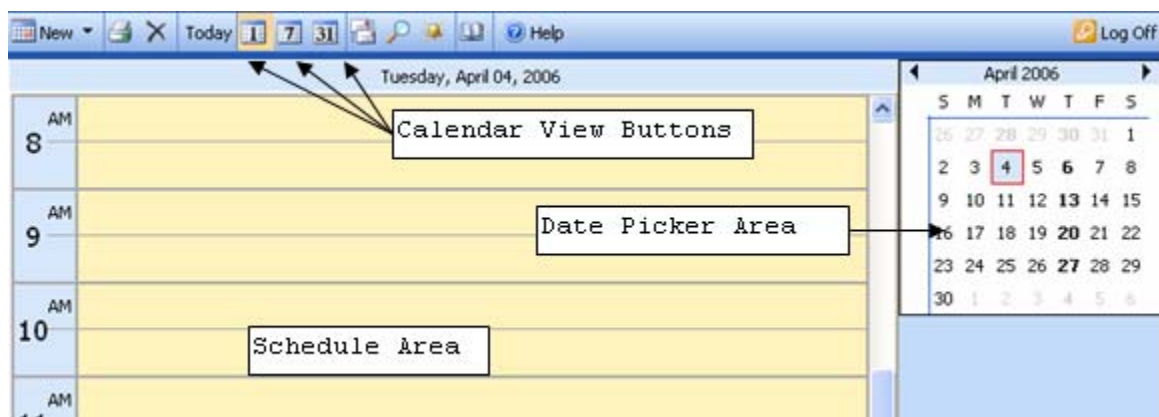 New Today 1 7 31 Help Log Off
Tuesday, April 04, 2006
April 2006
S M T W T F S
26 27 28 29 30 31 1
2 3 4 5 6 7 8
9 10 11 12 13 14 15
16 17 18 19 20 21 22
23 24 25 26 27 28 29
30 1 2 3 4 5 6
8 AM
Calendar View Buttons
9 AM
Date Picker Area
10 AM
Schedule Area
AM